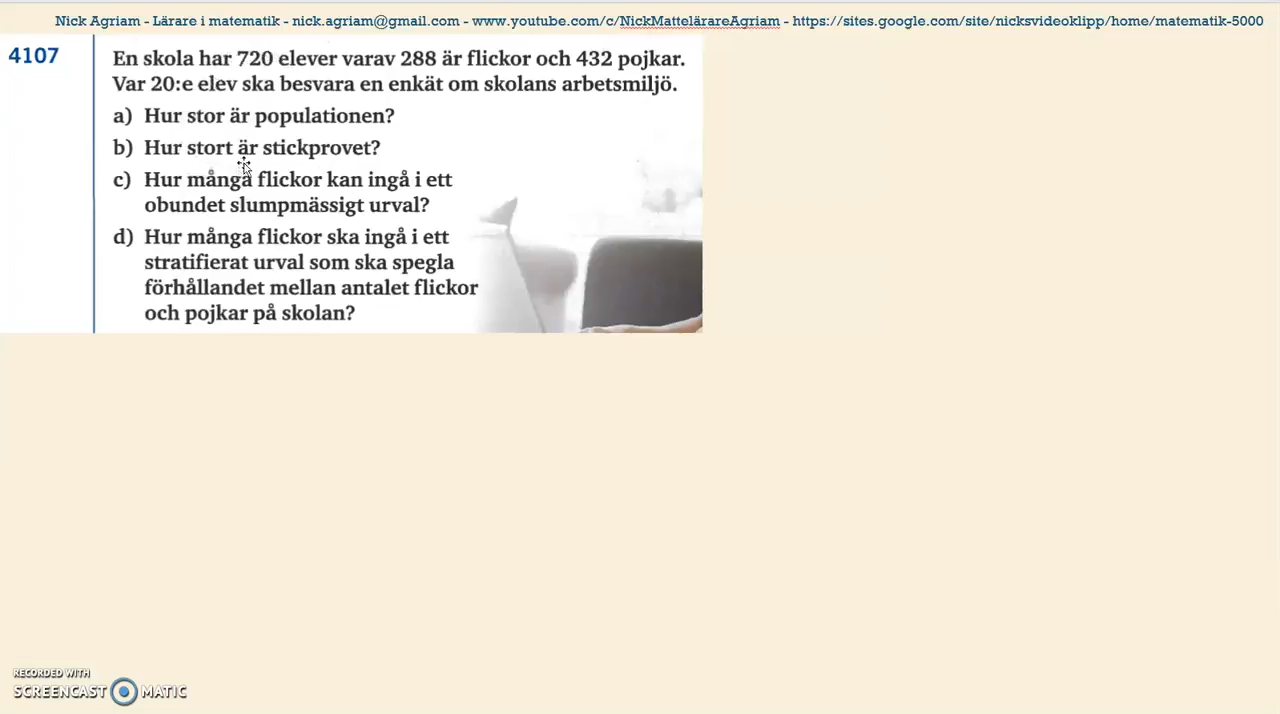 Nick Agriam - Lärare i matematik - nick.agriam@gmail.com - www.youtube.com/c/NickMattelärareAgriam - https://sites.google.com/site/nicksvideoklipp/home/matematik-5000
4107
En skola har 720 elever varav 288 är flickor och 432 pojkar.
Var 20:e elev ska besvara en enkät om skolans arbetsmiljö.
a) Hur stor är populationen?
b) Hur stort är stickprovet?
c) Hur många flickor kan ingå i ett
obundet slumpmässigt urval?
d) Hur många flickor ska ingå i ett
stratifierat urval som ska spegla
förhållandet mellan antalet flickor
och pojkar på skolan?
RECORDED WITH
SCREENCAST MATIC